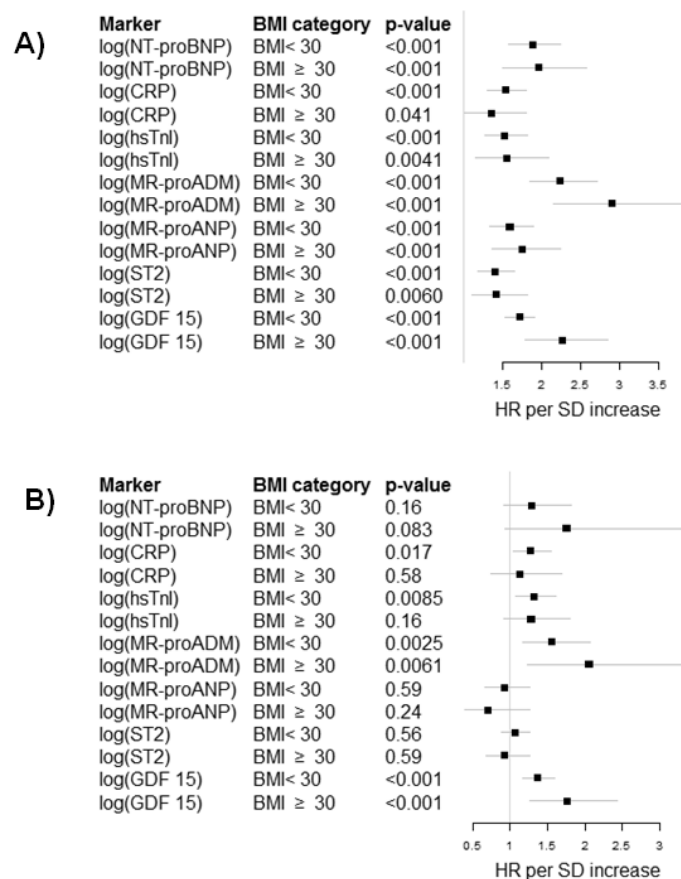 A)
Marker BMI category p-value
log(NT-proBNP) BMI< 30 <0.001
log(NT-proBNP) BMI ≥ 30 <0.001
log(CRP) BMI< 30 <0.001
log(CRP) BMI ≥ 30 0.041
log(hsTnI) BMI< 30 <0.001
log(hsTnI) BMI ≥ 30 0.0041
log(MR-proADM) BMI< 30 <0.001
log(MR-proADM) BMI ≥ 30 <0.001
log(MR-proANP) BMI< 30 <0.001
log(MR-proANP) BMI ≥ 30 <0.001
log(ST2) BMI< 30 <0.001
log(ST2) BMI ≥ 30 0.0060
log(GDF 15) BMI< 30 <0.001
log(GDF 15) BMI ≥ 30 <0.001
1.5 2 2.5 3 3.5
HR per SD increase
B)
Marker BMI category p-value
log(NT-proBNP) BMI< 30 0.16
log(NT-proBNP) BMI ≥ 30 0.083
log(CRP) BMI< 30 0.017
log(CRP) BMI ≥ 30 0.58
log(hsTnI) BMI< 30 0.0085
log(hsTnI) BMI ≥ 30 0.16
log(MR-proADM) BMI< 30 0.0025
log(MR-proADM) BMI ≥ 30 0.0061
log(MR-proANP) BMI< 30 0.59
log(MR-proANP) BMI ≥ 30 0.24
log(ST2) BMI< 30 0.56
log(ST2) BMI ≥ 30 0.59
log(GDF 15) BMI< 30 <0.001
log(GDF 15) BMI ≥ 30 <0.001
0.5 1 1.5 2 2.5 3
HR per SD increase